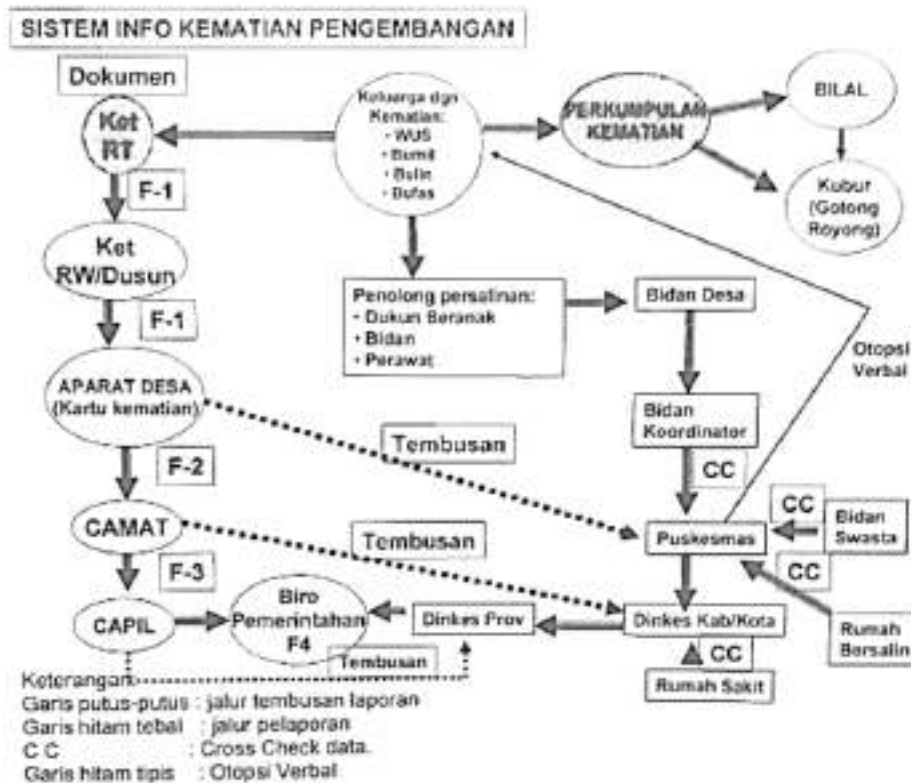 SISTEM INFO KEMATIAN PENGEMBANGAN
Dokumen
Ket
RT
F-1
Ket
RW/Dusun
F-1
APARAT DESA
(Kartu kematian)
F-2
CAMAT
F-3
CAPIL
Keluarga dgn
Kematian:
• WUS
• Bumil
• Bulin
• Bufas
PERKUMPULAN
KEMATIAN
BILAL
Kubur
(Gotong
Royong)
Penolong persalinan:
• Dukun Beranak
• Bidan
• Perawat
Bidan Desa
Otopsi
Verbal
Bidan
Koordinator
CC
Tembusan
Tembusan
Puskesmas
CC
Bidan
Swasta
CC
Rumah
Bersalin
Biro
Pemerintahan
F4
Dinkes Prov
Dinkes Kab/Kota
Tembusan
CC
Rumah Sakit
Keterangan
Garis putus-putus : jalur tembusan laporan
Garis hitam tebal : jalur pelaporan
C C : Cross Check data.
Garis hitam tipis : Otopsi Verbal